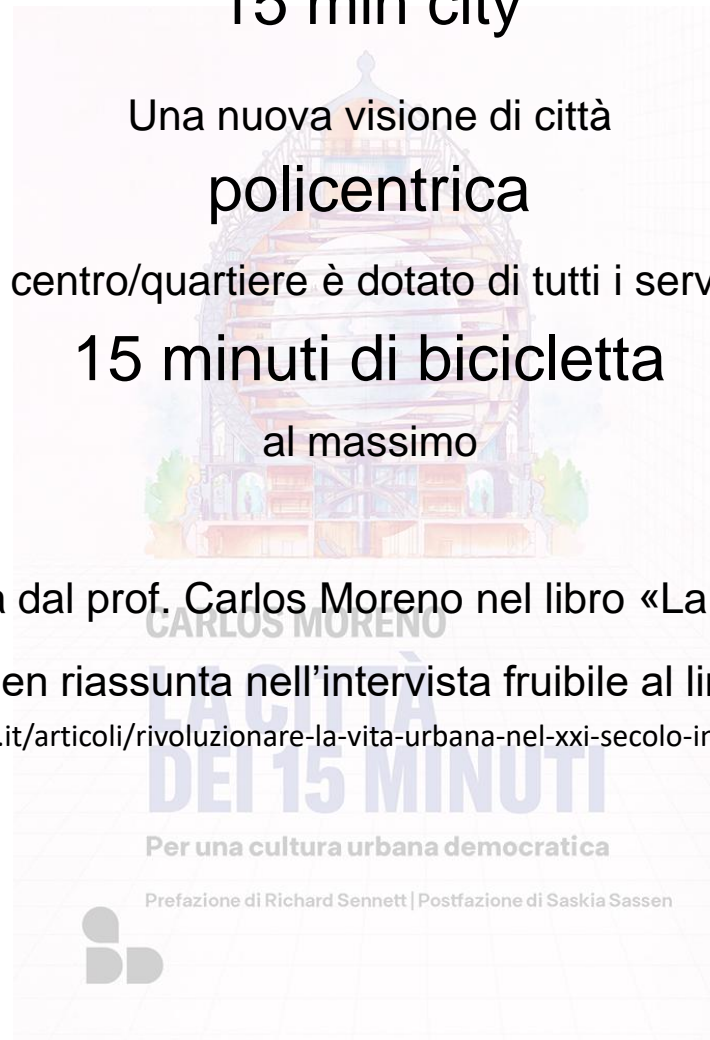 15 min city
Una nuova visione di città
policentrica
centro/quartiere è dotato di tutti i serv
15 minuti di bicicletta
al massimo
a dal prof. Carlos Moreno nel libro «La
CARLOS MORENO
en riassunta nell’intervista fruibile al
LA CITTÀ
.it/articoli/rivoluzionare-la-vita-urbana-nel-xxi-secolo-in
DEI 15 MINUTI
Per una cultura urbana democratica
Prefazione di Richard Sennett | Postfazione di Saskia Sassen